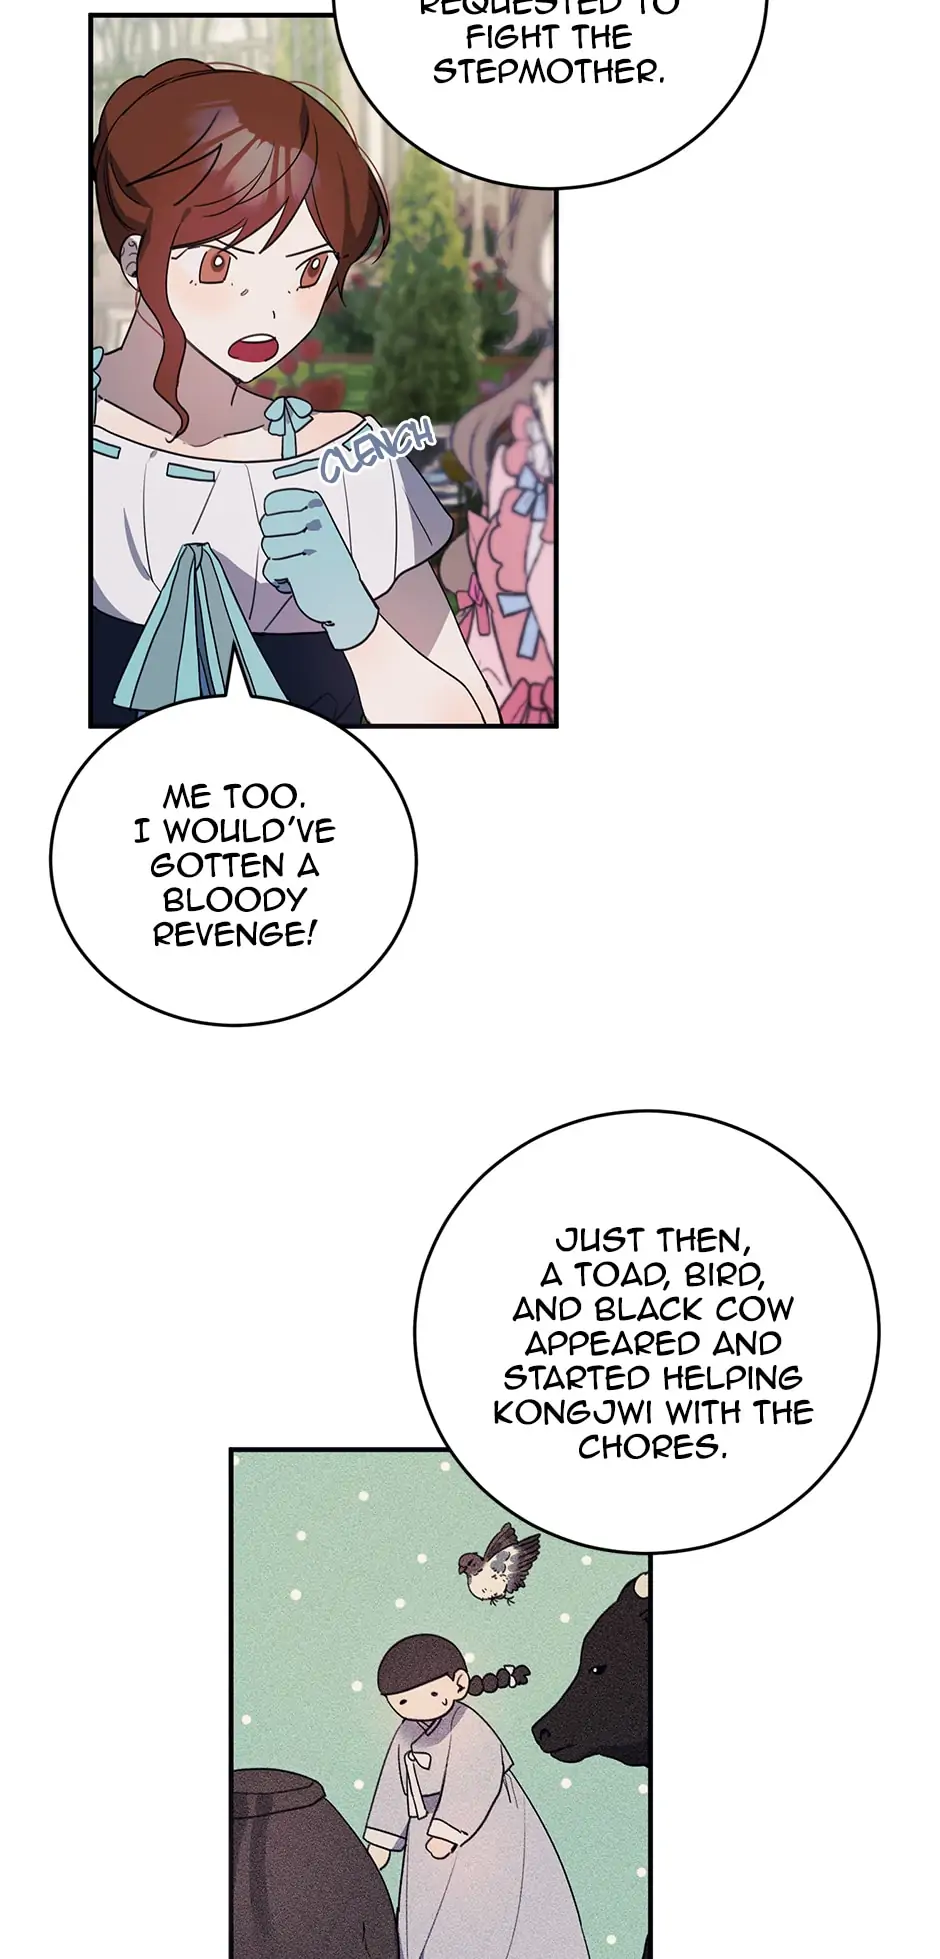 REQUESTED TO
FIGHT THE
STEPMOTHER.
CLENCH
ME TOO.
I WOULD'VE
GOTTEN A
BLOODY
REVENGE!
JUST THEN,
A TOAD, BIRD,
AND BLACK COW
APPEARED AND
STARTED HELPING
KONGJWI WITH THE
CHORES.